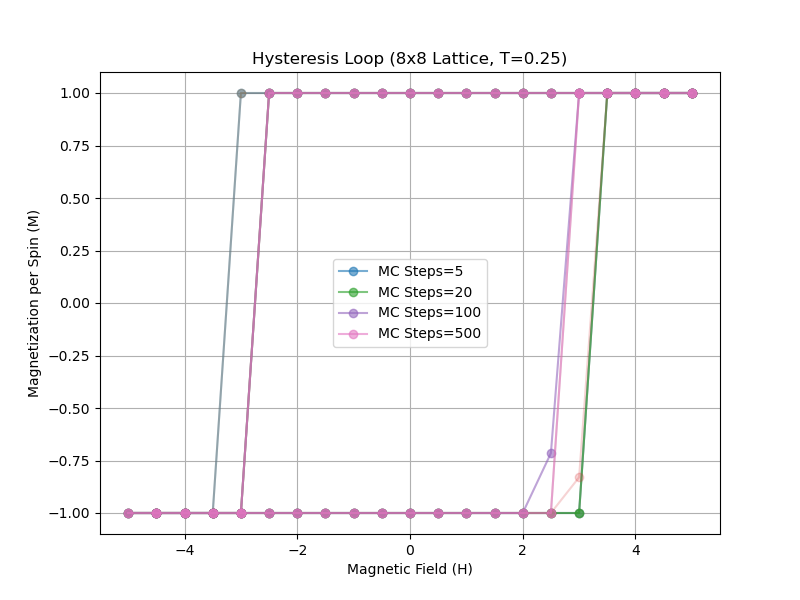 Hysteresis Loop (8x8 Lattice, T=0.25)
1.00
0.75
0.50
0.25
0.00
−0.25
−0.50
−0.75
−1.00
Magnetization per Spin (M)
MC Steps=5
MC Steps=20
MC Steps=100
MC Steps=500
−4
−2
0
2
4
Magnetic Field (H)